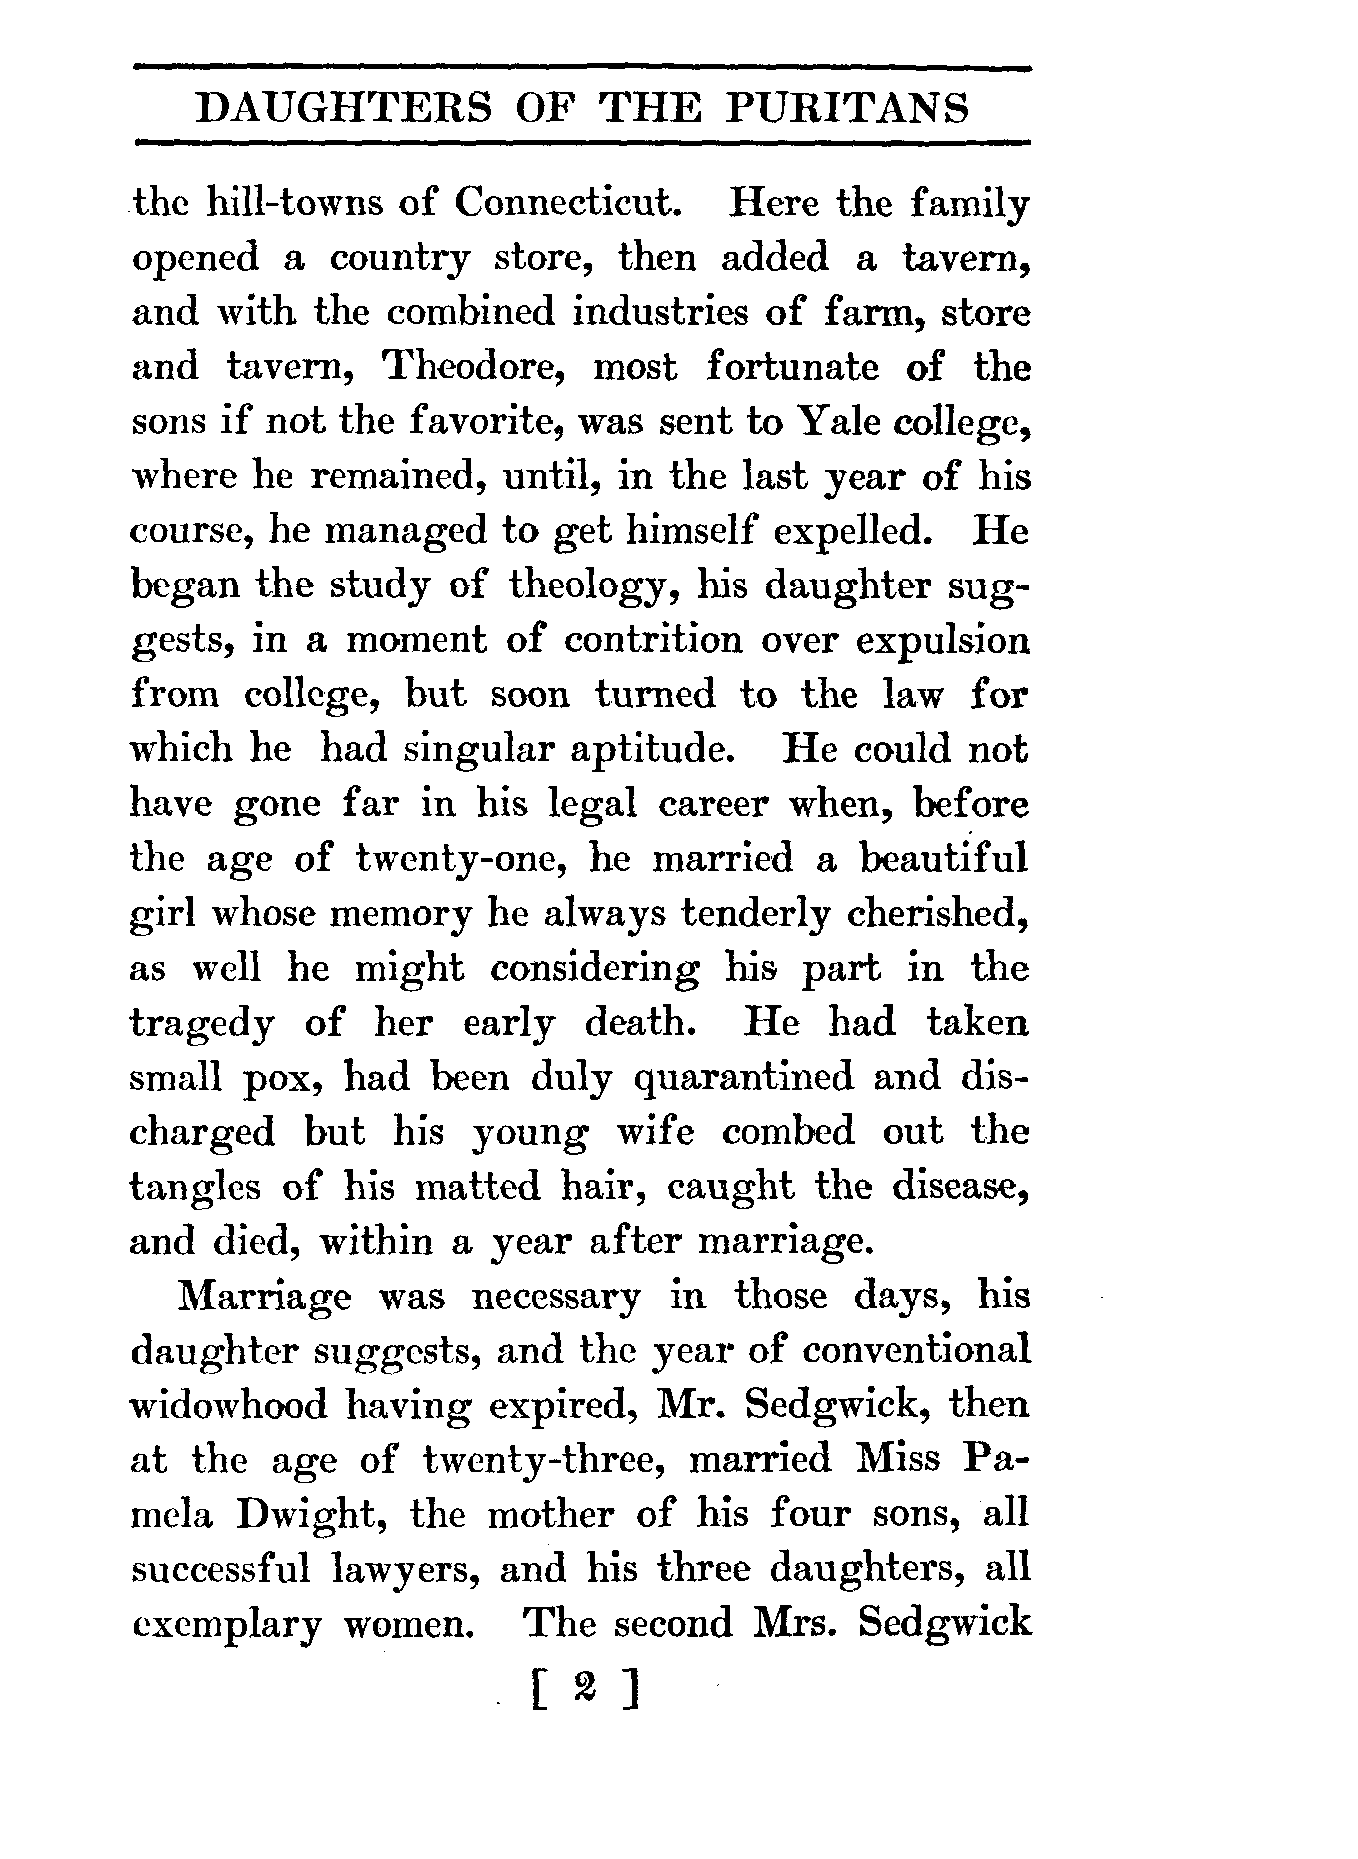 DAUGHTERS OF THE PURITANS
the hill-towns of Connecticut. Here the family
opened a country store, then added a tavern,
and with the combined industries of farm, store
and tavern, Theodore, most fortunate of the
sons if not the favorite, was sent to Yale college,
where he remained, until, in the last year of his
course, he managed to get himself expelled. He
began the study of theology, his daughter sug-
gests, in a moment of contrition over expulsion
from college, but soon turned to the law for
which he had singular aptitude. He could not
have gone far in his legal career when, before
the age of twenty-one, he married a beautiful
girl whose memory he always tenderly cherished,
as well he might considering his part in the
tragedy of her early death. He had taken
small pox, had been duly quarantined and dis-
charged but his young wife combed out the
tangles of his matted hair, caught the disease,
and died, within a year after marriage.
Marriage was necessary in those days, his
daughter suggests, and the year of conventional
widowhood having expired, Mr. Sedgwick, then
at the age of twenty-three, married Miss Pa-
mela Dwight, the mother of his four sons, all
successful lawyers, and his three daughters, all
exemplary women. The second Mrs. Sedgwick
[ 2 ]